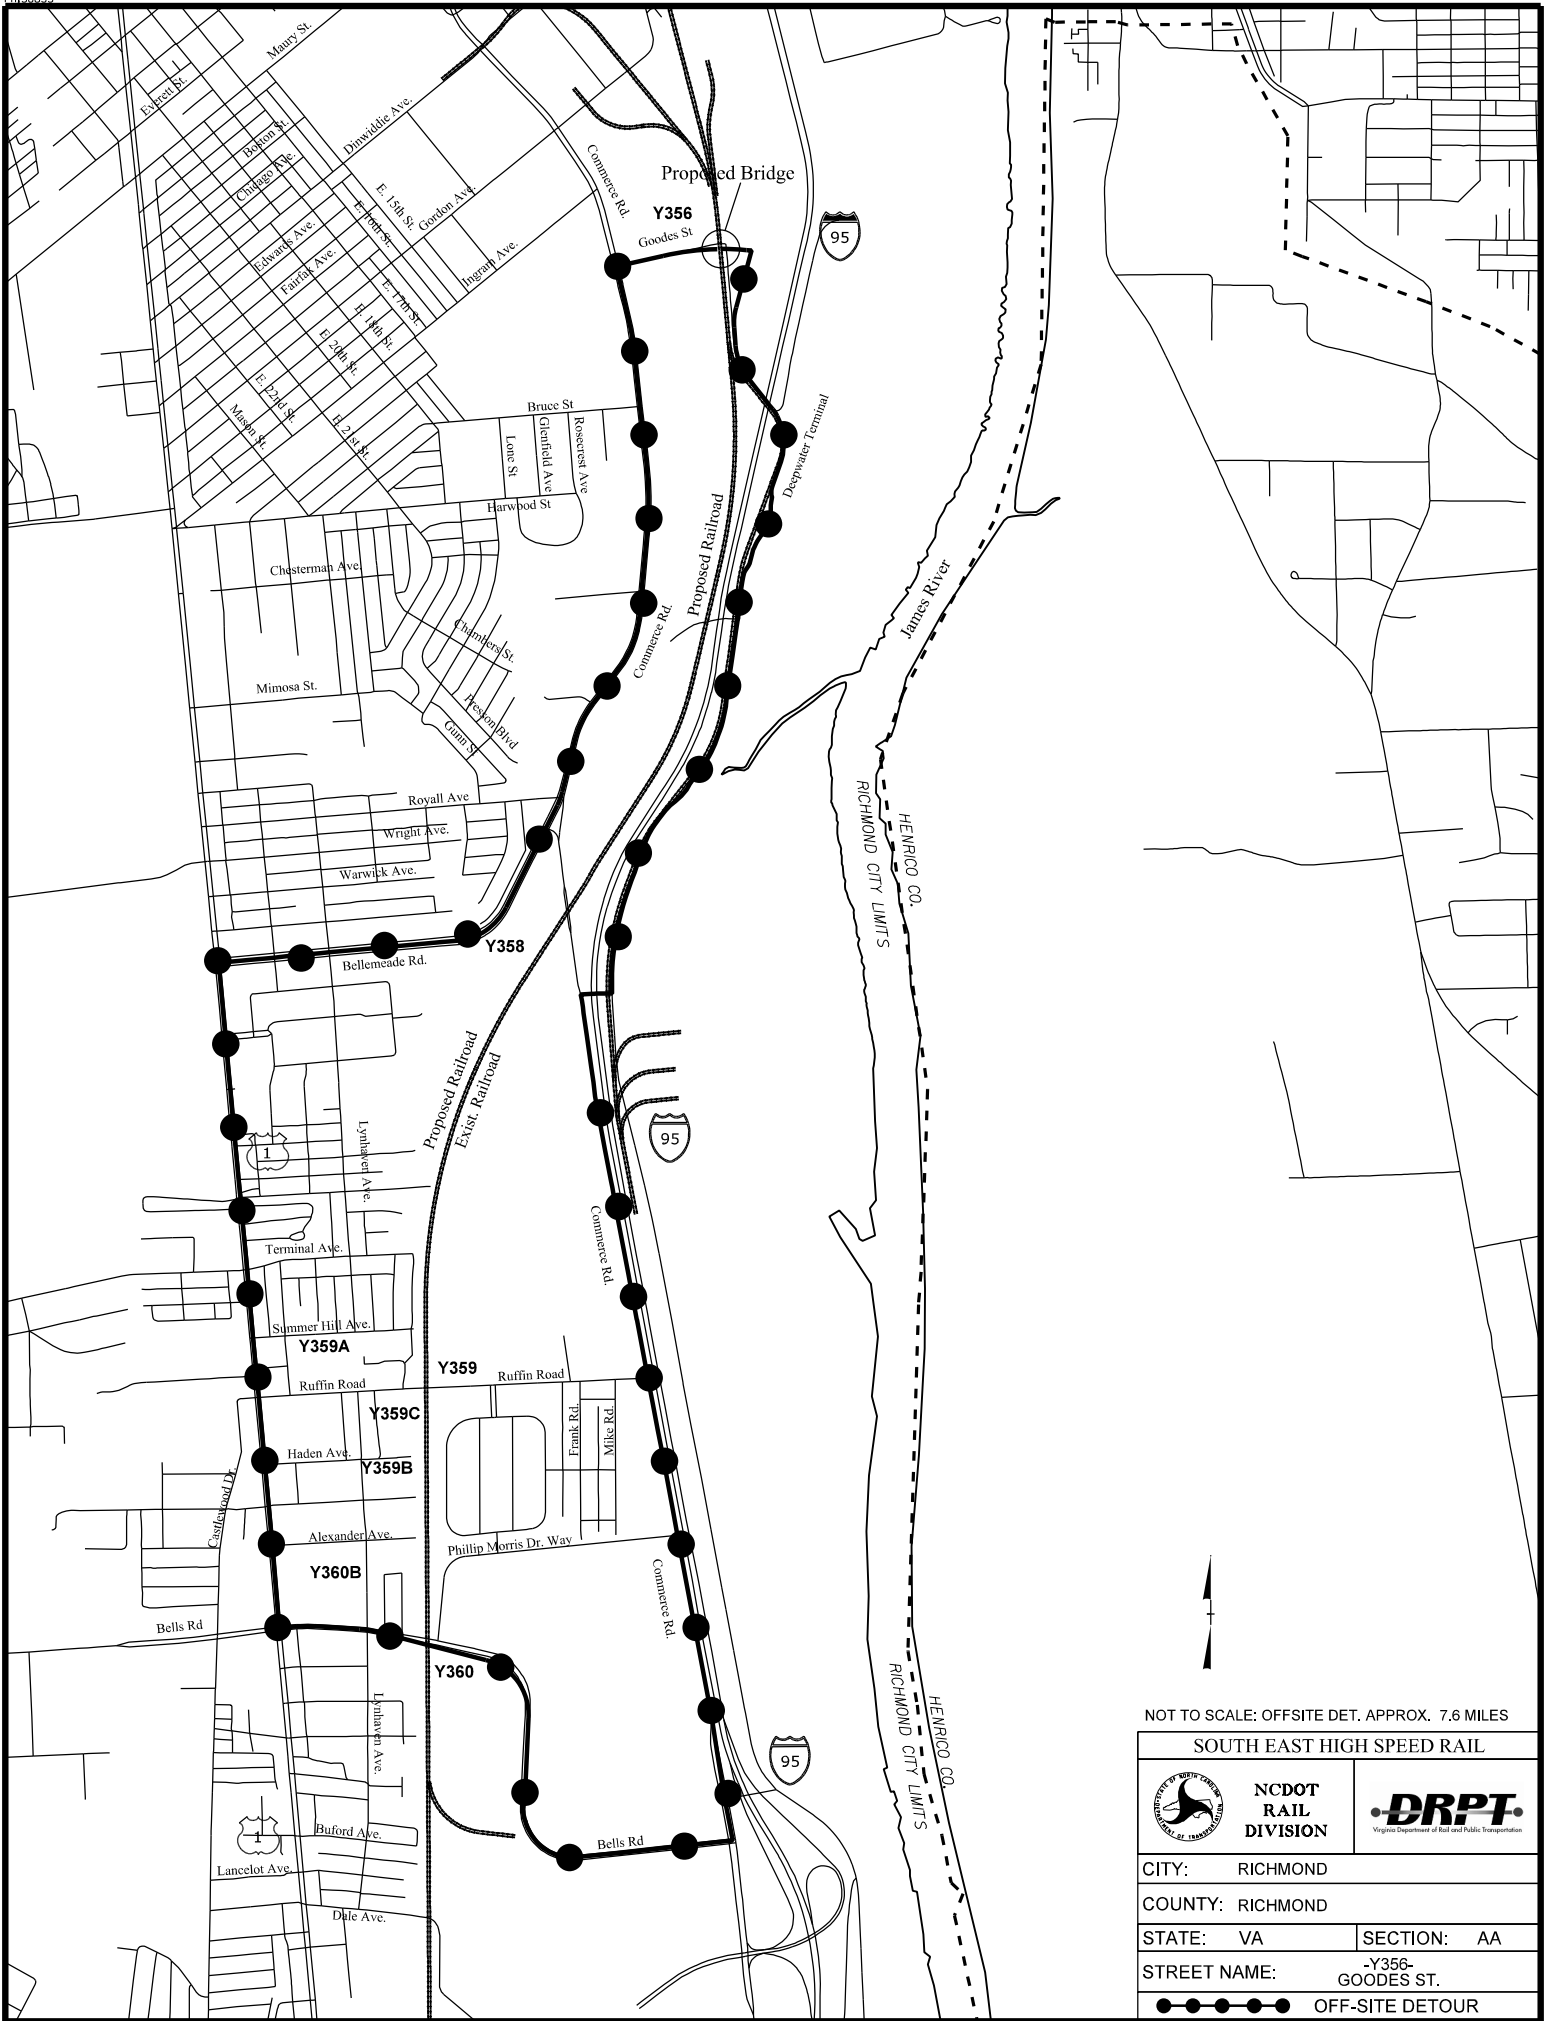 Maury St.
Everett St.
Boston St.
Chicago Ave.
Dinwiddie Ave.
E. 15th St.
E. 16th St.
Gordon Ave.
Edwards Ave.
Fairfax Ave.
Ingram Ave.
E. 17th St.
E. 18th St.
E. 20th St.
E. 22nd St.
E. 21st St.
Mason St.
Commerce Rd.
Proposed Bridge
Y356
Goodes St
95
Bruce St
Lone St
Glenfield Ave
Rosecrest Ave
Harwood St
Deepwater Terminal
Proposed Railroad
James River
Chesterman Ave.
Chambers St.
Commerce Rd.
Mimosa St.
Presson Blvd
Gunn St
Royall Ave
Wright Ave.
Warwick Ave.
RICHMOND CITY LIMITS
HENRICO CO.
Y358
Bellemeade Rd.
Proposed Railroad
Exist. Railroad
1
Lynhaven Ave.
95
Commerce Rd.
Terminal Ave.
Summer Hill Ave.
Y359A
Y359
Ruffin Road
Ruffin Road
Y359C
Frank Rd.
Mike Rd.
Haden Ave.
Y359B
Castlewood Dr.
Alexander Ave.
Phillip Morris Dr. Way
Y360B
Commerce Rd.
Bells Rd
Y360
Lynhaven Ave.
RICHMOND CITY LIMITS
HENRICO CO.
95
1
Buford Ave.
Bells Rd
Lancelot Ave.
Dale Ave.
NOT TO SCALE: OFFSITE DET. APPROX. 7.6 MILES
SOUTH EAST HIGH SPEED RAIL
NCDOT
RAIL
DIVISION
DRPT
Virginia Department of Rail and Public Transportation
CITY: RICHMOND
COUNTY: RICHMOND
STATE: VA SECTION: AA
STREET NAME: -Y356-
GOODES ST.
OFF-SITE DETOUR